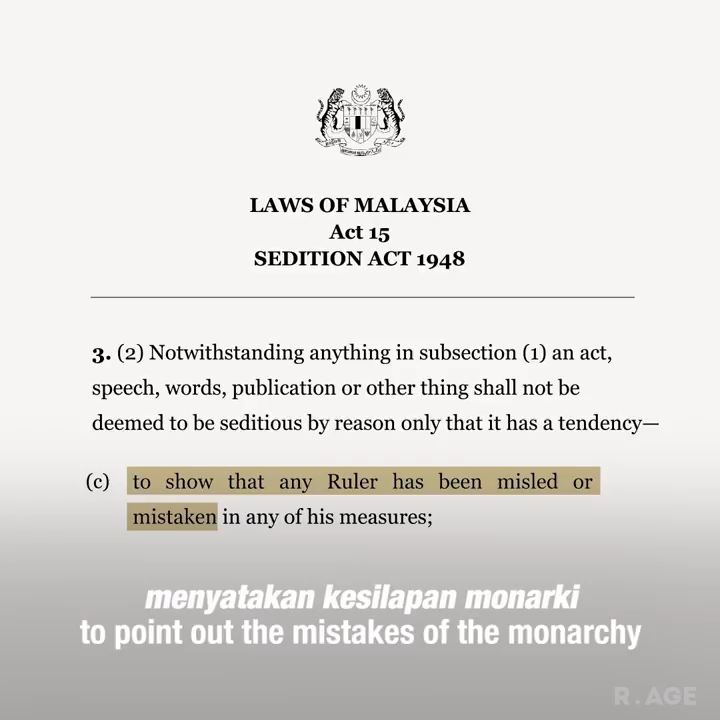 LAWS OF MALAYSIA
Act 15
SEDITION ACT 1948
3. (2) Notwithstanding anything in subsection (1) an act,
speech, words, publication or other thing shall not be
deemed to be seditious by reason only that it has a tendency—
(c) to show that any Ruler has been misled or
mistaken in any of his measures;
menyatakan kesilapan monarki
to point out the mistakes of the monarchy
R.AGE